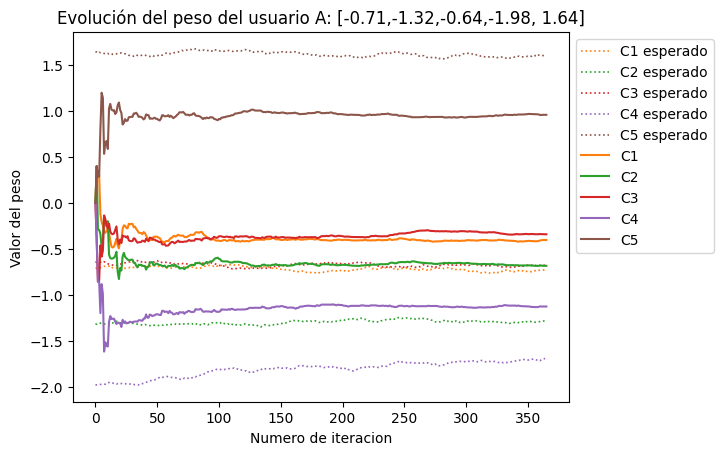 Evolución del peso del usuario A: [-0.71,-1.32,-0.64,-1.98, 1.64]
Valor del peso
1.5
1.0
0.5
0.0
−0.5
−1.0
−1.5
−2.0
0
50
100
150
200
250
300
350
Numero de iteracion
C1 esperado
C2 esperado
C3 esperado
C4 esperado
C5 esperado
C1
C2
C3
C4
C5